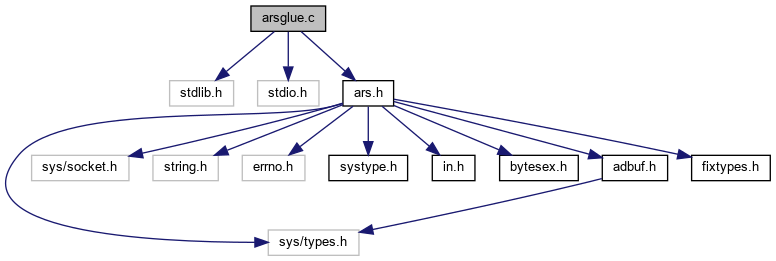 arsglue.c
stdlib.h
stdio.h
ars.h
sys/socket.h
string.h
errno.h
systype.h
in.h
bytesex.h
adbuf.h
fixtypes.h
sys/types.h